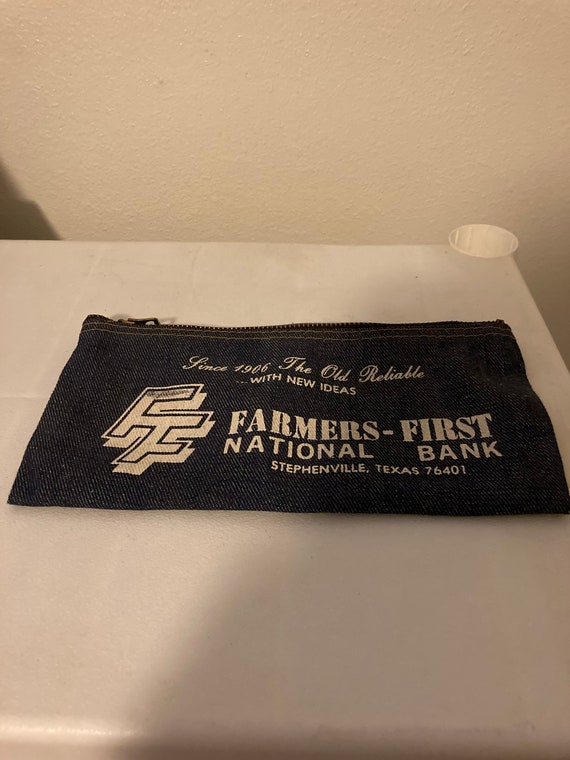 Since 1906 The Old Reliable
...WITH NEW IDEAS
FARMERS-FIRST
NATIONAL BANK
STEPHENVILLE, TEXAS 76401